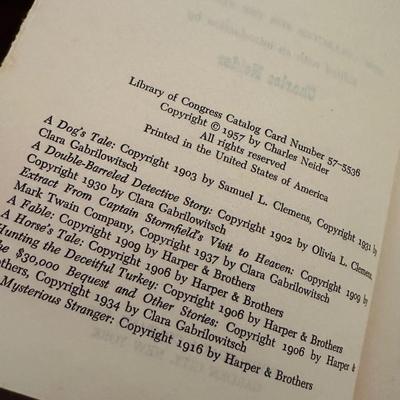 Charles Neider
Library of Congress Catalog Card Number 57-5536
Copyright © 1957 by Charles Neider
All rights reserved
Printed in the United States of America
A Dog's Tale: Copyright 1903 by Samuel L. Clemens, Copyright 1931 by
Clara Gabrilowitsch
A Double-Barreled Detective Story: Copyright 1902 by Olivia L. Clemens,
Copyright 1930 by Clara Gabrilowitsch
Extract From Captain Stormfield's Visit to Heaven: Copyright 1909 by
Mark Twain Company, Copyright 1937 by Clara Gabrilowitsch
A Fable: Copyright 1909 by Harper & Brothers
A Horse's Tale: Copyright 1906 by Harper & Brothers
Hunting the Deceitful Turkey: Copyright 1906 by Harper & Brothers
The $30,000 Bequest and Other Stories: Copyright 1906 by Harper &
Brothers, Copyright 1934 by Clara Gabrilowitsch
Mysterious Stranger: Copyright 1916 by Harper & Brothers